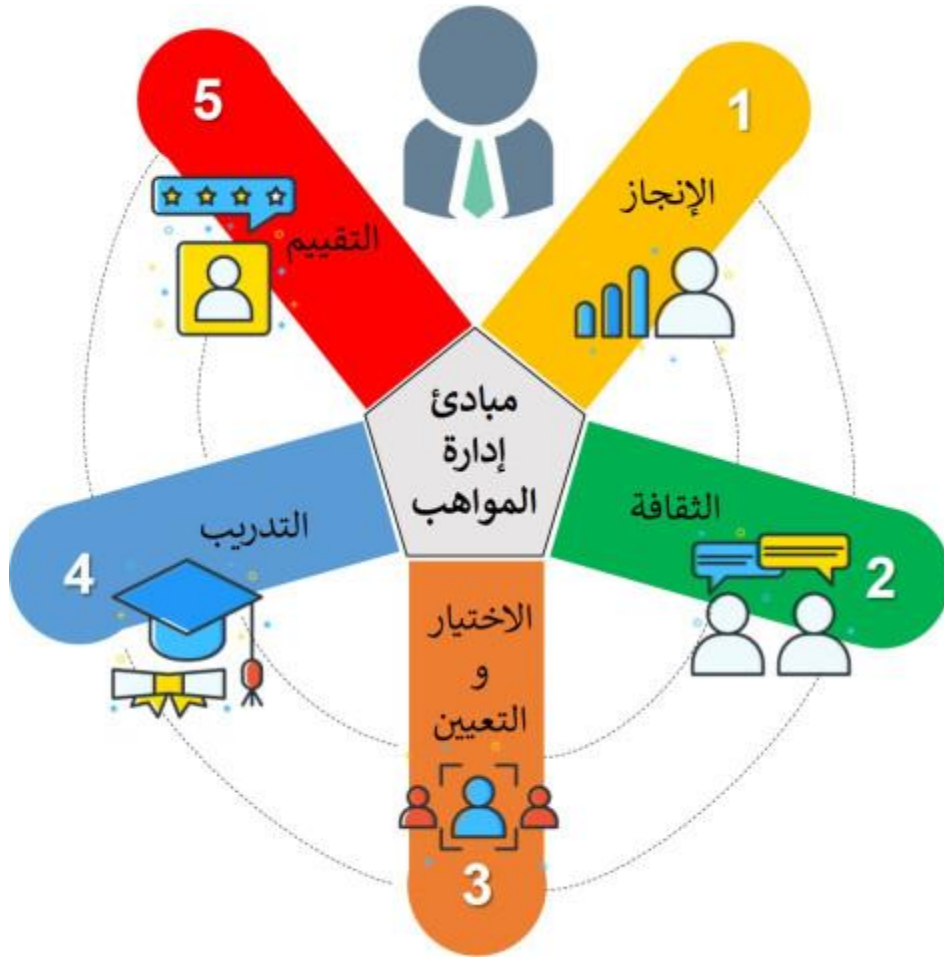 مبادئ
إدارة
المواهب
1
الإنجاز
2
الثقافة
الاختيار
و
التعيين
3
التدريب
4
5
التقييم